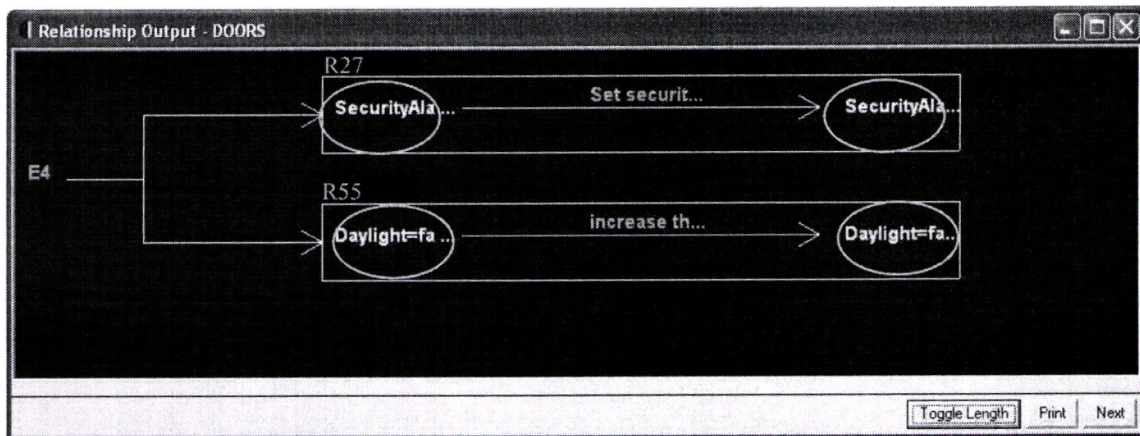 Relationship Output - DOORS
R27
SecurityAla... Set securit... SecurityAla...
E4
R55
Daylight=fa ... increase th... Daylight=fa...
Toggle Length Print Next